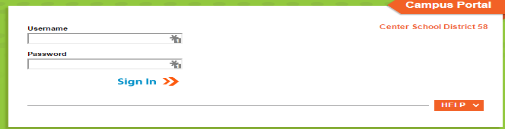 Campus Portal
Center School District 58
Username
Password
Sign In
HELP